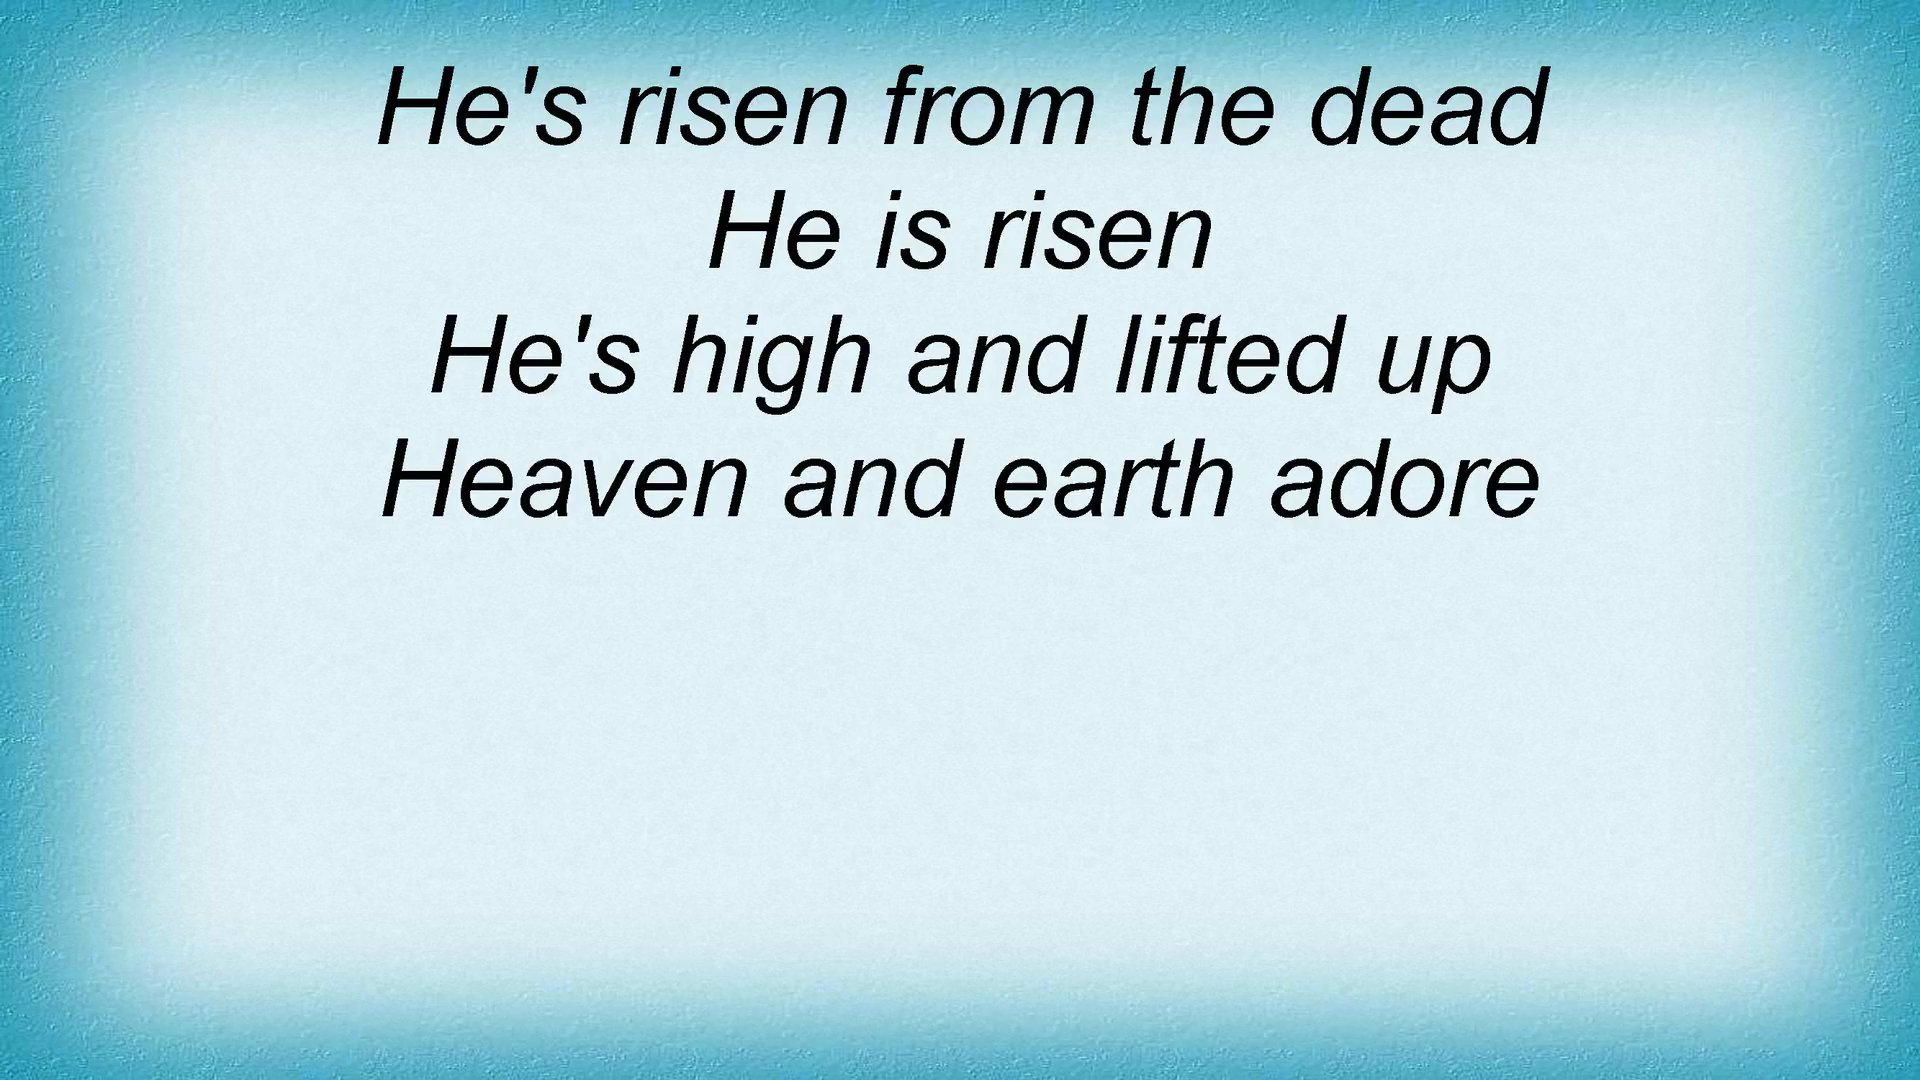 He's risen from the dead
He is risen
He's high and lifted up
Heaven and earth adore